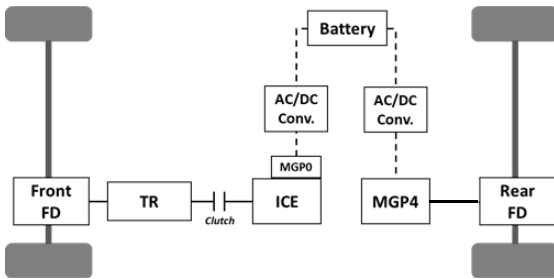 Battery
AC/DC
Conv.
AC/DC
Conv.
MGP0
Front
FD
TR
Clutch
ICE
MGP4
Rear
FD